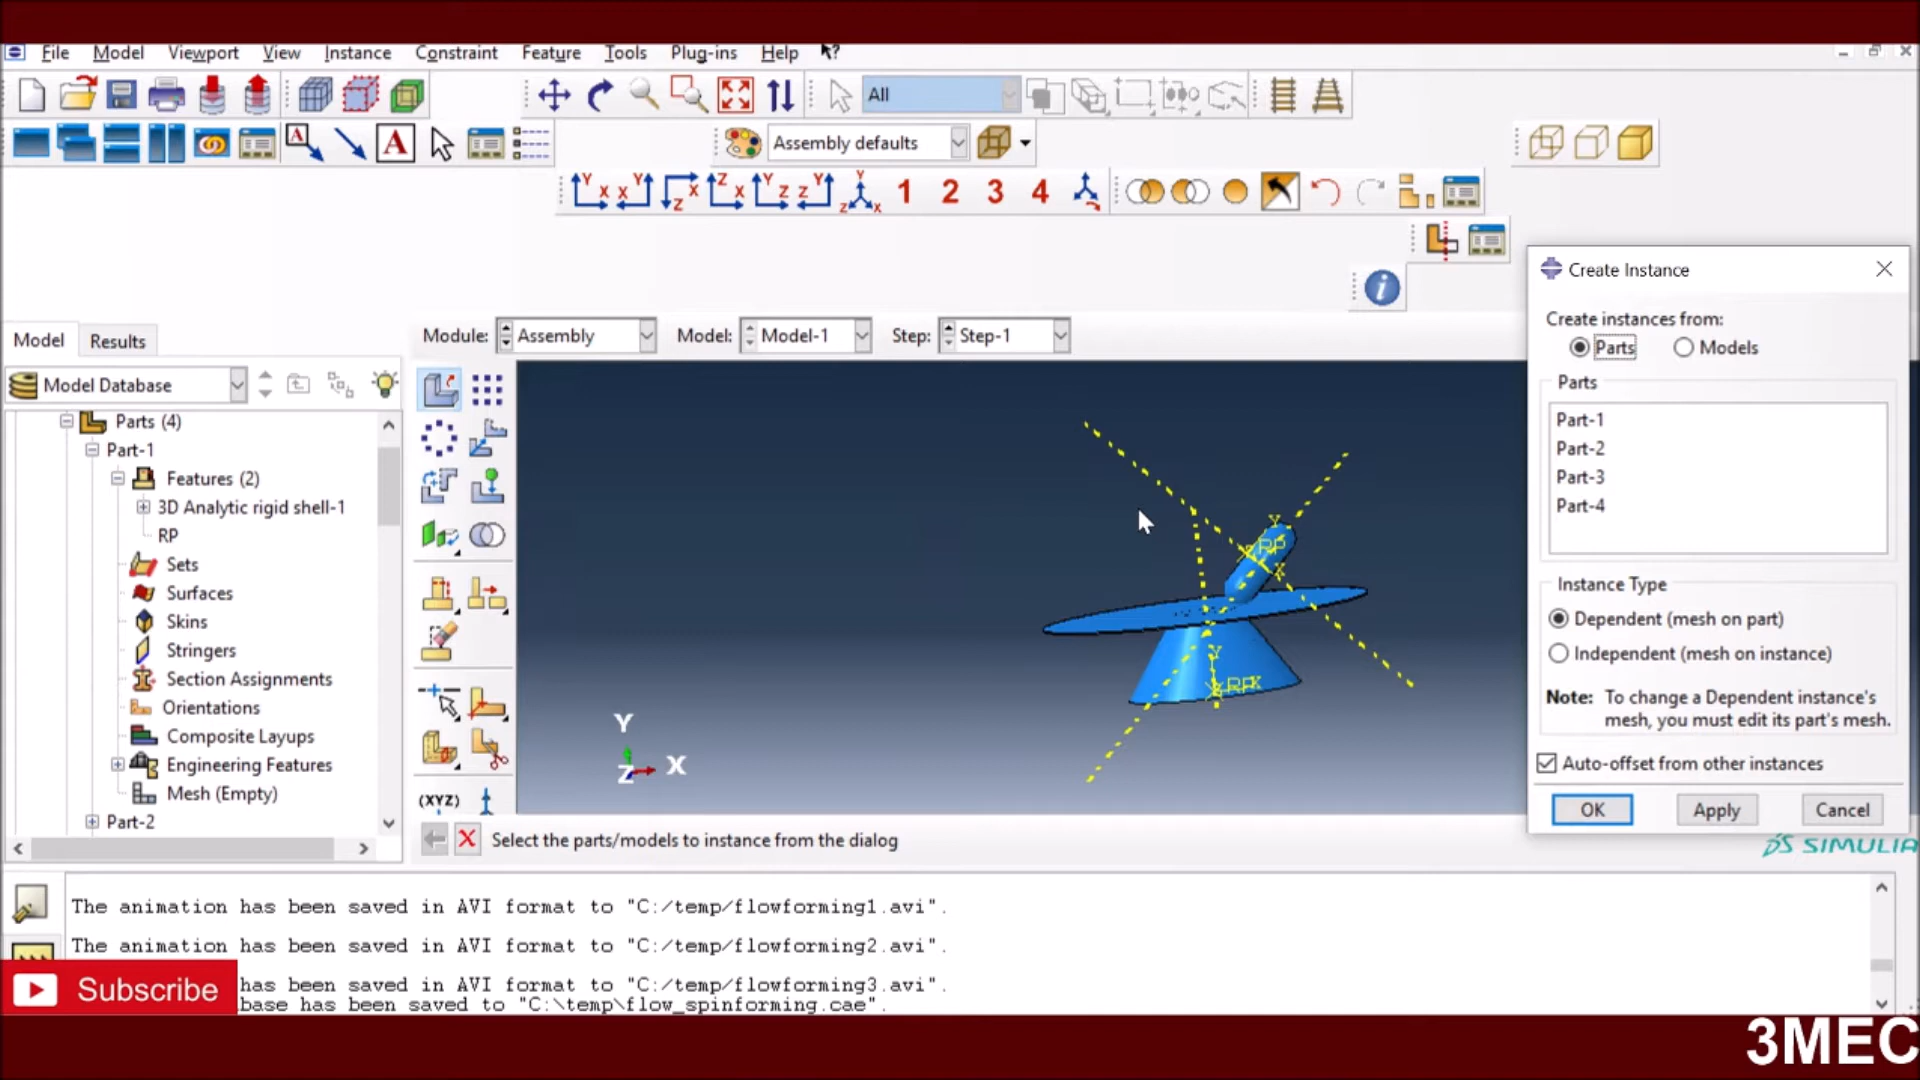 File Model Viewport View Instance Constraint Feature Tools Plug-ins Help
All
A A Assembly defaults
1 2 3 4
Create Instance
Create instances from:
Parts Models
Parts
Part-1
Part-2
Part-3
Part-4
Instance Type
Dependent (mesh on part)
Independent (mesh on instance)
Note: To change a Dependent instance's
mesh, you must edit its part's mesh.
Auto-offset from other instances
OK Apply Cancel
Model Results
Module: Assembly Model: Model-1 Step: Step-1
Model Database
Parts (4)
Part-1
Features (2)
3D Analytic rigid shell-1
RP
Sets
Surfaces
Skins
Stringers
Section Assignments
Orientations
Composite Layups
Engineering Features
Mesh (Empty)
Part-2
(XYZ)
Y
RP
X
Y
RP X
Y
Z X
Select the parts/models to instance from the dialog
SIMULIA
The animation has been saved in AVI format to "C:/temp/flowforming1.avi".
The animation has been saved in AVI format to "C:/temp/flowforming2.avi".
has been saved in AVI format to "C:/temp/flowforming3.avi".
base has been saved to "C:\temp\flow_spinforming.cae".
Subscribe
3MEC